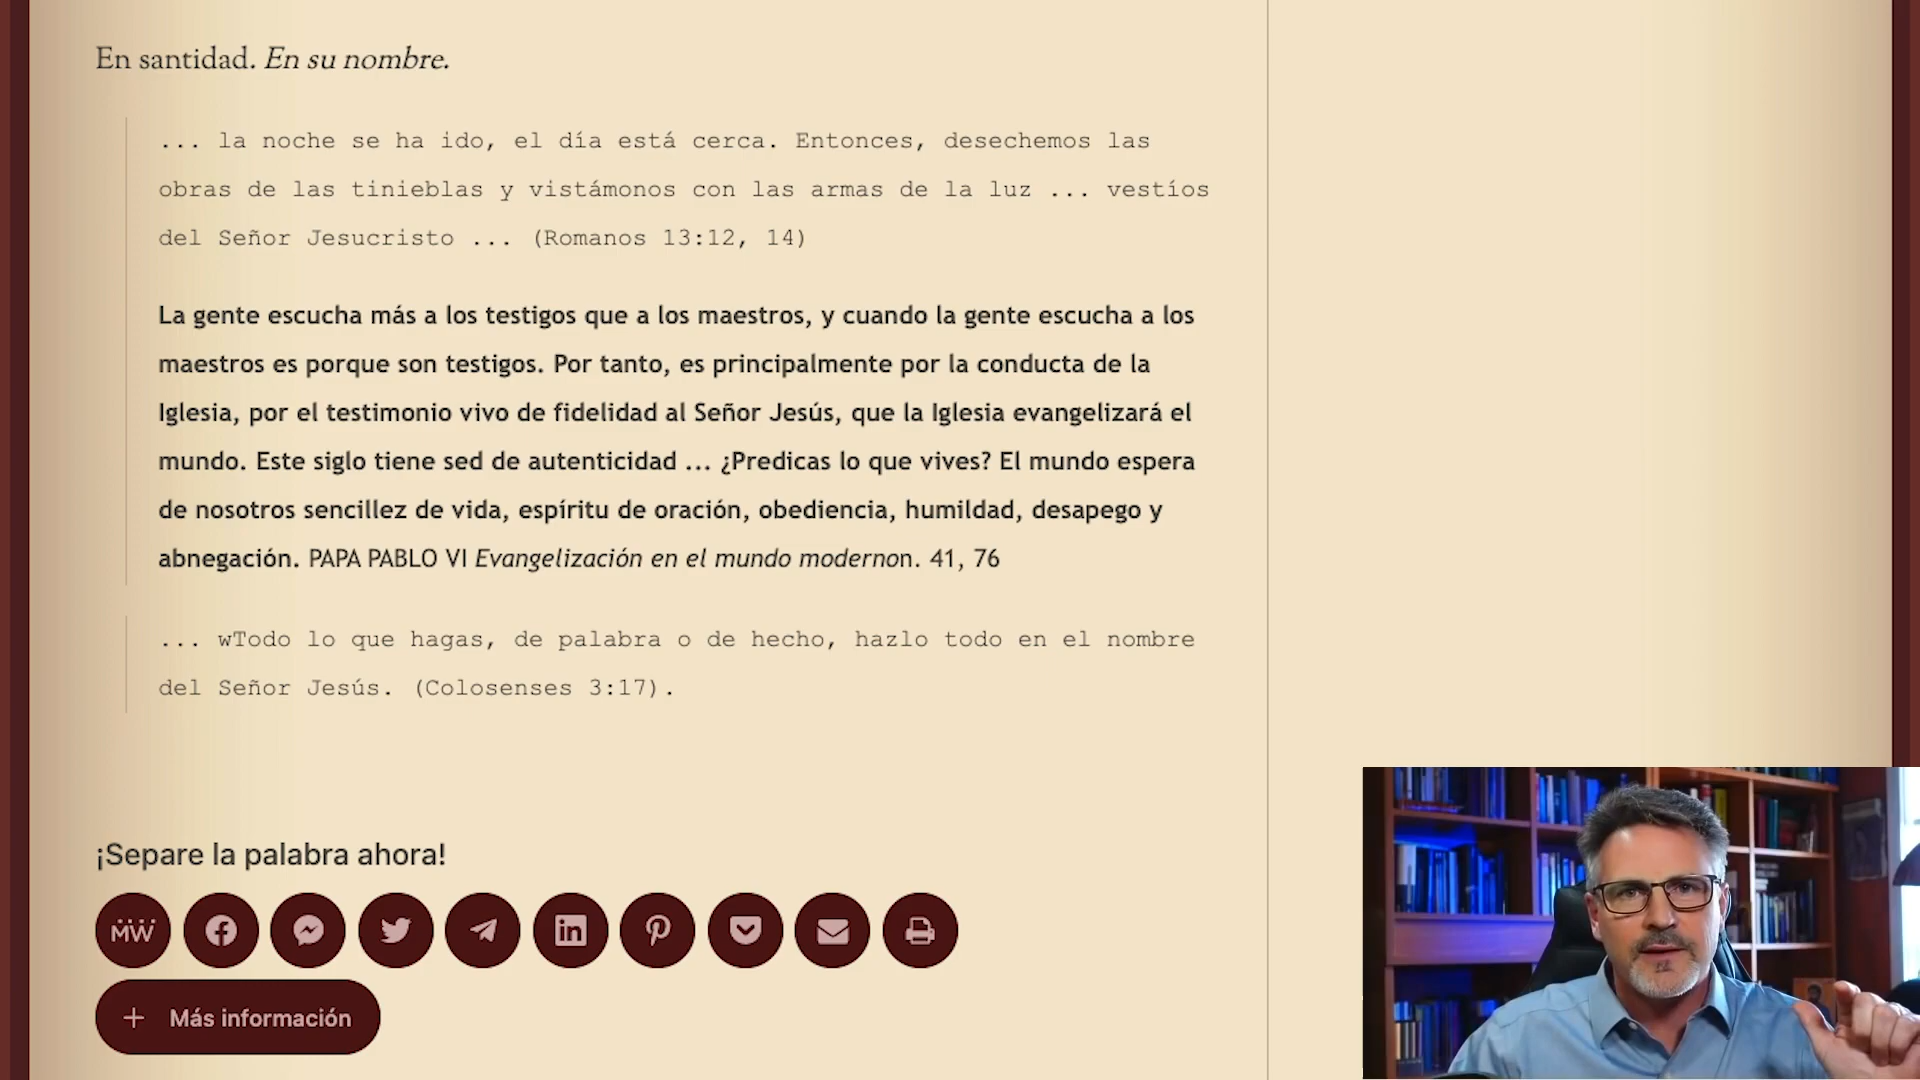 En santidad. En su nombre.
... la noche se ha ido, el día está cerca. Entonces, desechemos las
obras de las tinieblas y vistámonos con las armas de la luz ... vestíos
del Señor Jesucristo ... (Romanos 13:12, 14)
La gente escucha más a los testigos que a los maestros, y cuando la gente escucha a los
maestros es porque son testigos. Por tanto, es principalmente por la conducta de la
Iglesia, por el testimonio vivo de fidelidad al Señor Jesús, que la Iglesia evangelizará el
mundo. Este siglo tiene sed de autenticidad ... ¿Predicas lo que vives? El mundo espera
de nosotros sencillez de vida, espíritu de oración, obediencia, humildad, desapego y
abnegación. PAPA PABLO VI Evangelización en el mundo modernon. 41, 76
... wTodo lo que hagas, de palabra o de hecho, hazlo todo en el nombre
del Señor Jesús. (Colosenses 3:17).
¡Separe la palabra ahora!
MW
in
+ Más información